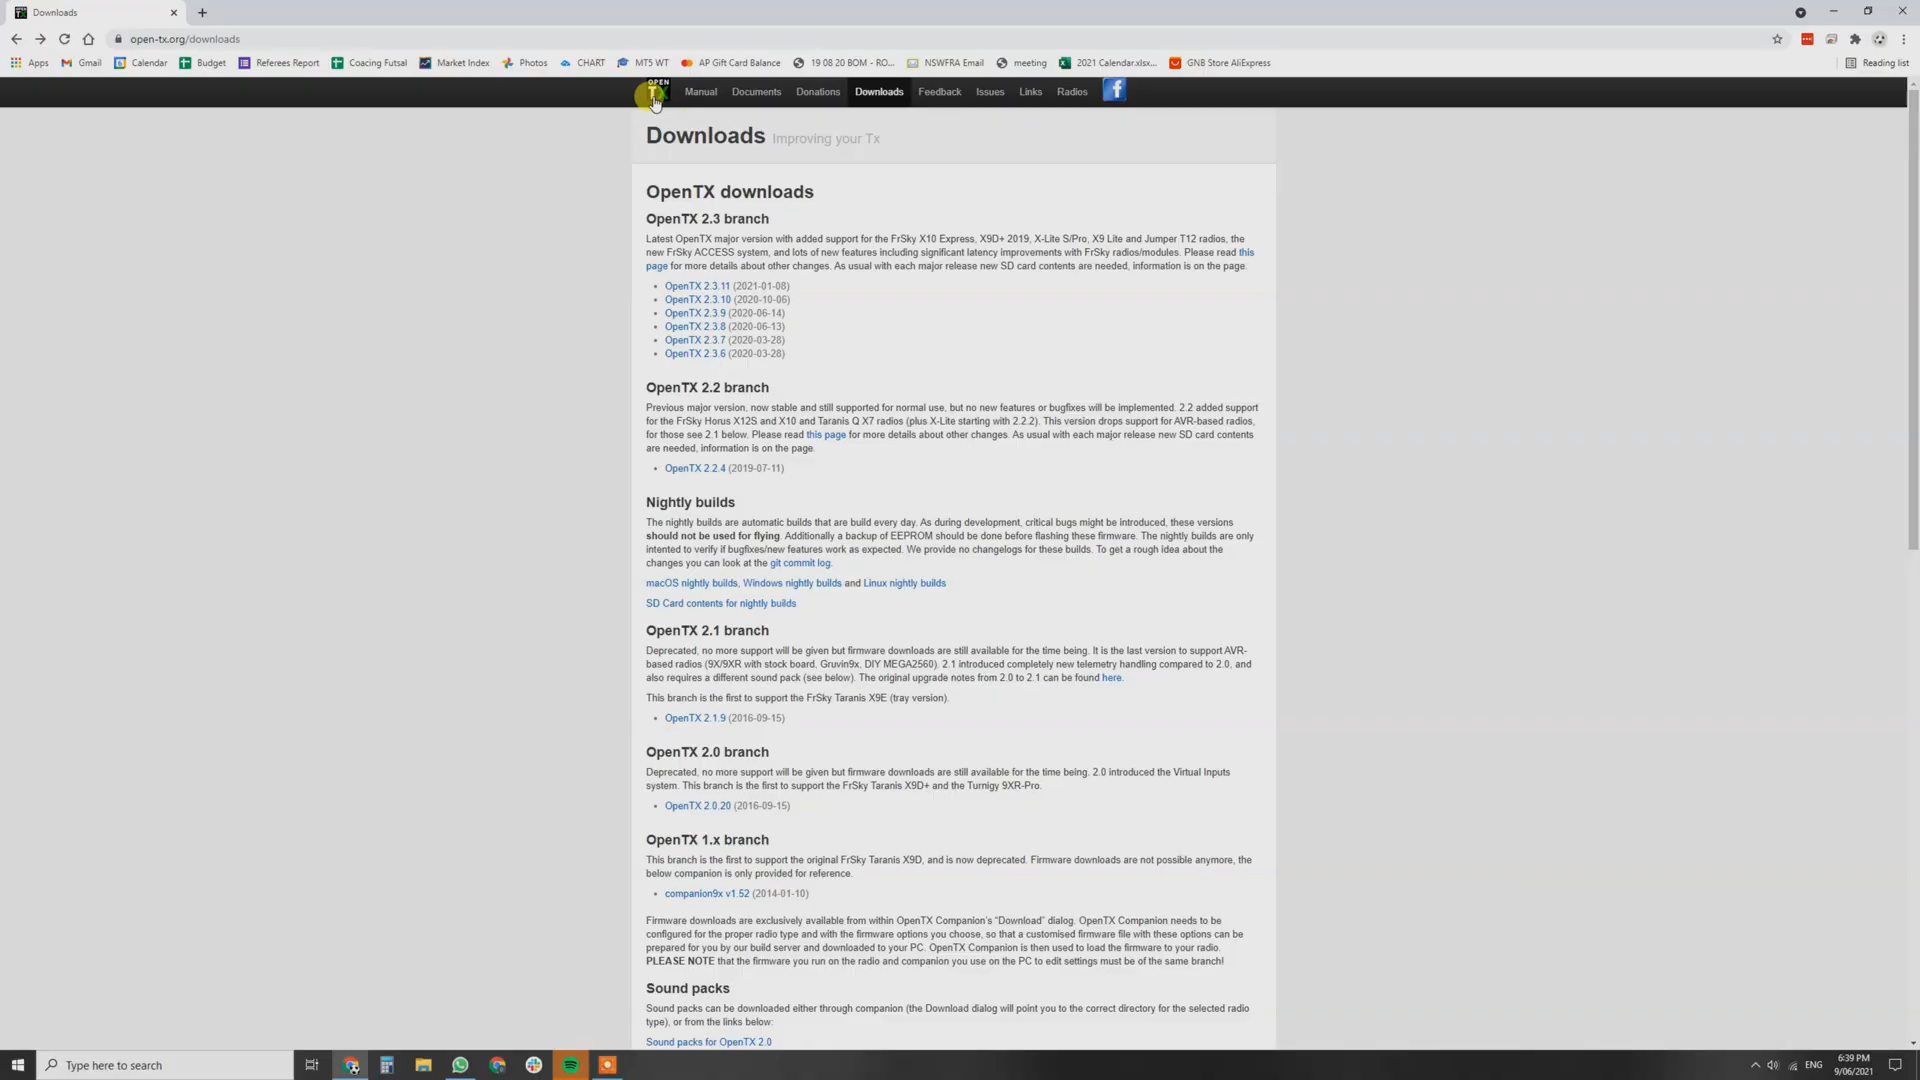 Downloads
open-tx.org/downloads
Apps Gmail Calendar Budget Referees Report Coacing Futsal Market Index Photos CHART MT5 WT AP Gift Card Balance 19 08 20 BOM - RO... NSWFRA Email meeting 2021 Calendar.xlsx... GNB Store AliExpress Reading list
OPEN TX Manual Documents Donations Downloads Feedback Issues Links Radios
Downloads Improving your Tx
OpenTX downloads
OpenTX 2.3 branch
Latest OpenTX major version with added support for the FrSky X10 Express, X9D+ 2019, X-Lite S/Pro, X9 Lite and Jumper T12 radios, the
new FrSky ACCESS system, and lots of new features including significant latency improvements with FrSky radios/modules. Please read this
page for more details about other changes. As usual with each major release new SD card contents are needed, information is on the page.
• OpenTX 2.3.11 (2021-01-08)
• OpenTX 2.3.10 (2020-10-06)
• OpenTX 2.3.9 (2020-06-14)
• OpenTX 2.3.8 (2020-06-13)
• OpenTX 2.3.7 (2020-03-28)
• OpenTX 2.3.6 (2020-03-28)
OpenTX 2.2 branch
Previous major version, now stable and still supported for normal use, but no new features or bugfixes will be implemented. 2.2 added support
for the FrSky Horus X12S and X10 and Taranis Q X7 radios (plus X-Lite starting with 2.2.2). This version drops support for AVR-based radios,
for those see 2.1 below. Please read this page for more details about other changes. As usual with each major release new SD card contents
are needed, information is on the page.
• OpenTX 2.2.4 (2019-07-11)
Nightly builds
The nightly builds are automatic builds that are build every day. As during development, critical bugs might be introduced, these versions
should not be used for flying. Additionally a backup of EEPROM should be done before flashing these firmware. The nightly builds are only
intented to verify if bugfixes/new features work as expected. We provide no changelogs for these builds. To get a rough idea about the
changes you can look at the git commit log.
macOS nightly builds, Windows nightly builds and Linux nightly builds
SD Card contents for nightly builds
OpenTX 2.1 branch
Deprecated, no more support will be given but firmware downloads are still available for the time being. It is the last version to support AVR-
based radios (9X/9XR with stock board, Gruvin9x, DIY MEGA2560). 2.1 introduced completely new telemetry handling compared to 2.0, and
also requires a different sound pack (see below). The original upgrade notes from 2.0 to 2.1 can be found here.
This branch is the first to support the FrSky Taranis X9E (tray version).
• OpenTX 2.1.9 (2016-09-15)
OpenTX 2.0 branch
Deprecated, no more support will be given but firmware downloads are still available for the time being. 2.0 introduced the Virtual Inputs
system. This branch is the first to support the FrSky Taranis X9D+ and the Turnigy 9XR-Pro.
• OpenTX 2.0.20 (2016-09-15)
OpenTX 1.x branch
This branch is the first to support the original FrSky Taranis X9D, and is now deprecated. Firmware downloads are not possible anymore, the
below companion is only provided for reference.
• companion9x v1.52 (2014-01-10)
Firmware downloads are exclusively available from within OpenTX Companion's "Download" dialog. OpenTX Companion needs to be
configured for the proper radio type and with the firmware options you choose, so that a customised firmware file with these options can be
prepared for you by our build server and downloaded to your PC. OpenTX Companion is then used to load the firmware to your radio.
PLEASE NOTE that the firmware you run on the radio and companion you use on the PC to edit settings must be of the same branch!
Sound packs
Sound packs can be downloaded either through companion (the Download dialog will point you to the correct directory for the selected radio
type), or from the links below:
Sound packs for OpenTX 2.0
Type here to search
ENG
6:39 PM
9/06/2021